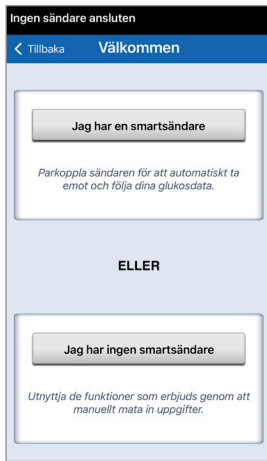 Ingen sändare ansluten
Tillbaka
Välkommen
Jag har en smartsändare
Parkoppla sändaren för att automatiskt ta
emot och följa dina glukosdata.
ELLER
Jag har ingen smartsändare
Utnyttja de funktioner som erbjuds genom att
manuellt mata in uppgifter.